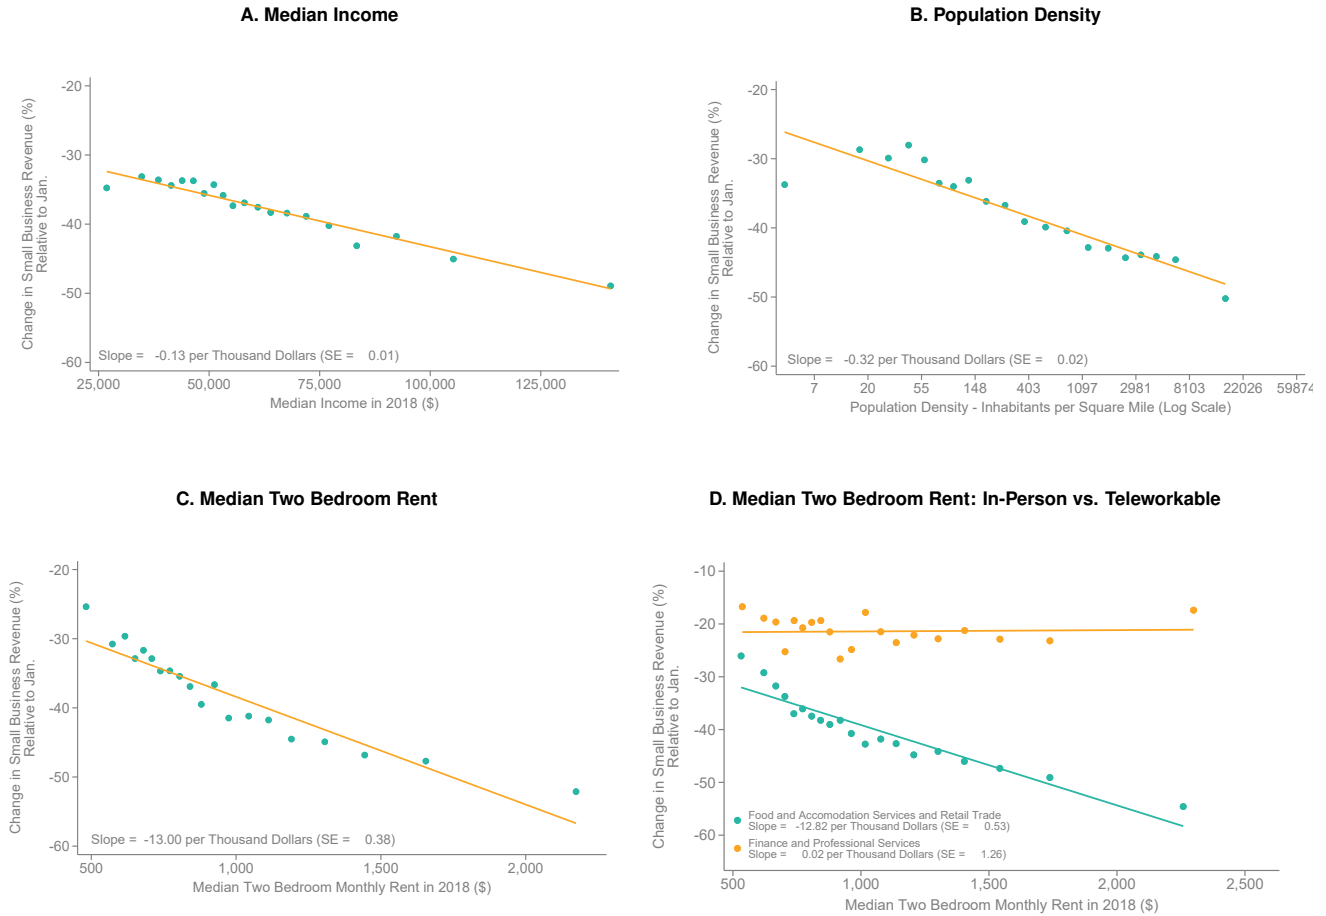 A. Median Income
-20
-30
-40
-50
-60
Change in Small Business Revenue (%)
Relative to Jan.
Slope = -0.13 per Thousand Dollars (SE = 0.01)
25,000 50,000 75,000 100,000 125,000
Median Income in 2018 ($)
B. Population Density
-20
-30
-40
-50
-60
Change in Small Business Revenue (%)
Relative to Jan.
Slope = -0.32 per Thousand Dollars (SE = 0.02)
7 20 55 148 403 1097 2981 8103 22026 59874
Population Density - Inhabitants per Square Mile (Log Scale)
C. Median Two Bedroom Rent
-20
-30
-40
-50
-60
Change in Small Business Revenue (%)
Relative to Jan.
Slope = -13.00 per Thousand Dollars (SE = 0.38)
500 1,000 1,500 2,000
Median Two Bedroom Monthly Rent in 2018 ($)
D. Median Two Bedroom Rent: In-Person vs. Teleworkable
-10
-20
-30
-40
-50
-60
Change in Small Business Revenue (%)
Relative to Jan.
Food and Accomodation Services and Retail Trade
Slope = -12.82 per Thousand Dollars (SE = 0.53)
Finance and Professional Services
Slope = 0.02 per Thousand Dollars (SE = 1.26)
500 1,000 1,500 2,000 2,500
Median Two Bedroom Monthly Rent in 2018 ($)